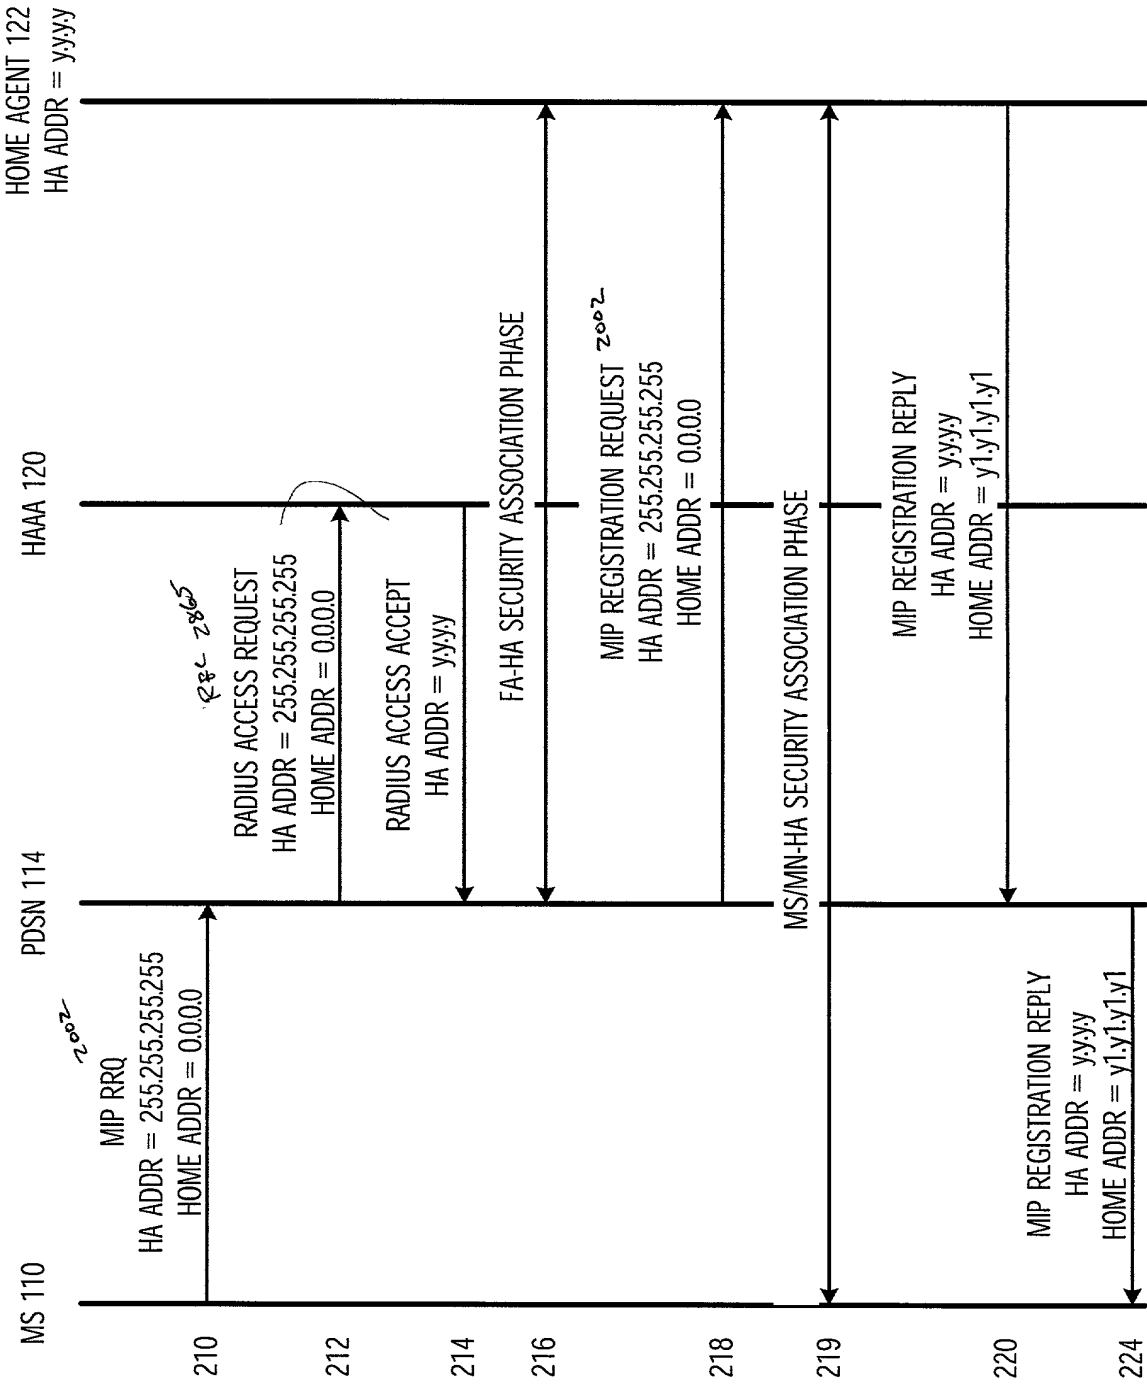 MS 110
PDSN 114
HAAA 120
HOME AGENT 122
HA ADDR = y.y.y.y
210
2002
MIP RRQ
HA ADDR = 255.255.255.255
HOME ADDR = 0.0.0.0
212
RFC 2865
RADIUS ACCESS REQUEST
HA ADDR = 255.255.255.255
HOME ADDR = 0.0.0.0
214
RADIUS ACCESS ACCEPT
HA ADDR = y.y.y.y
216
FA-HA SECURITY ASSOCIATION PHASE
218
MIP REGISTRATION REQUEST 2002
HA ADDR = 255.255.255.255
HOME ADDR = 0.0.0.0
219
MS/MN-HA SECURITY ASSOCIATION PHASE
220
MIP REGISTRATION REPLY
HA ADDR = y.y.y.y
HOME ADDR = y1.y1.y1.y1
224
MIP REGISTRATION REPLY
HA ADDR = y.y.y.y
HOME ADDR = y1.y1.y1.y1